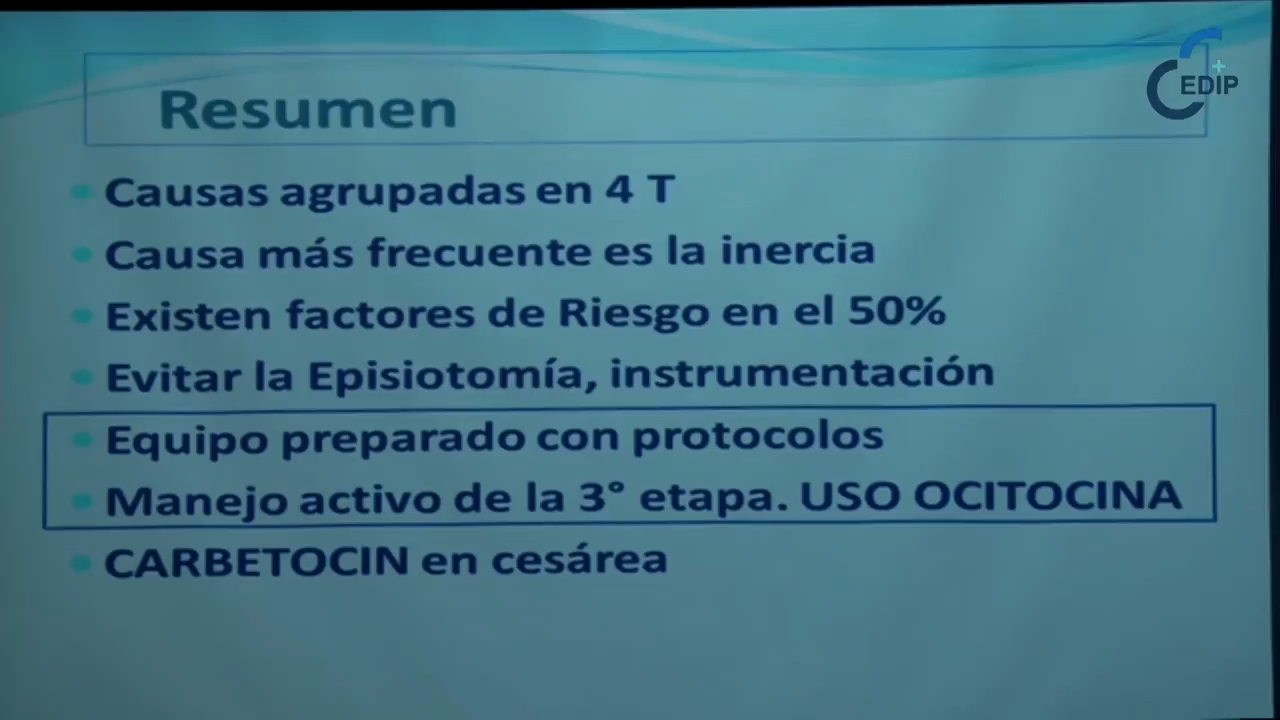 CEDIP
Resumen
Causas agrupadas en 4 T
Causa más frecuente es la inercia
Existen factores de Riesgo en el 50%
Evitar la Episiotomía, instrumentación
Equipo preparado con protocolos
Manejo activo de la 3° etapa. USO OCITOCINA
CARBETOCIN en cesárea